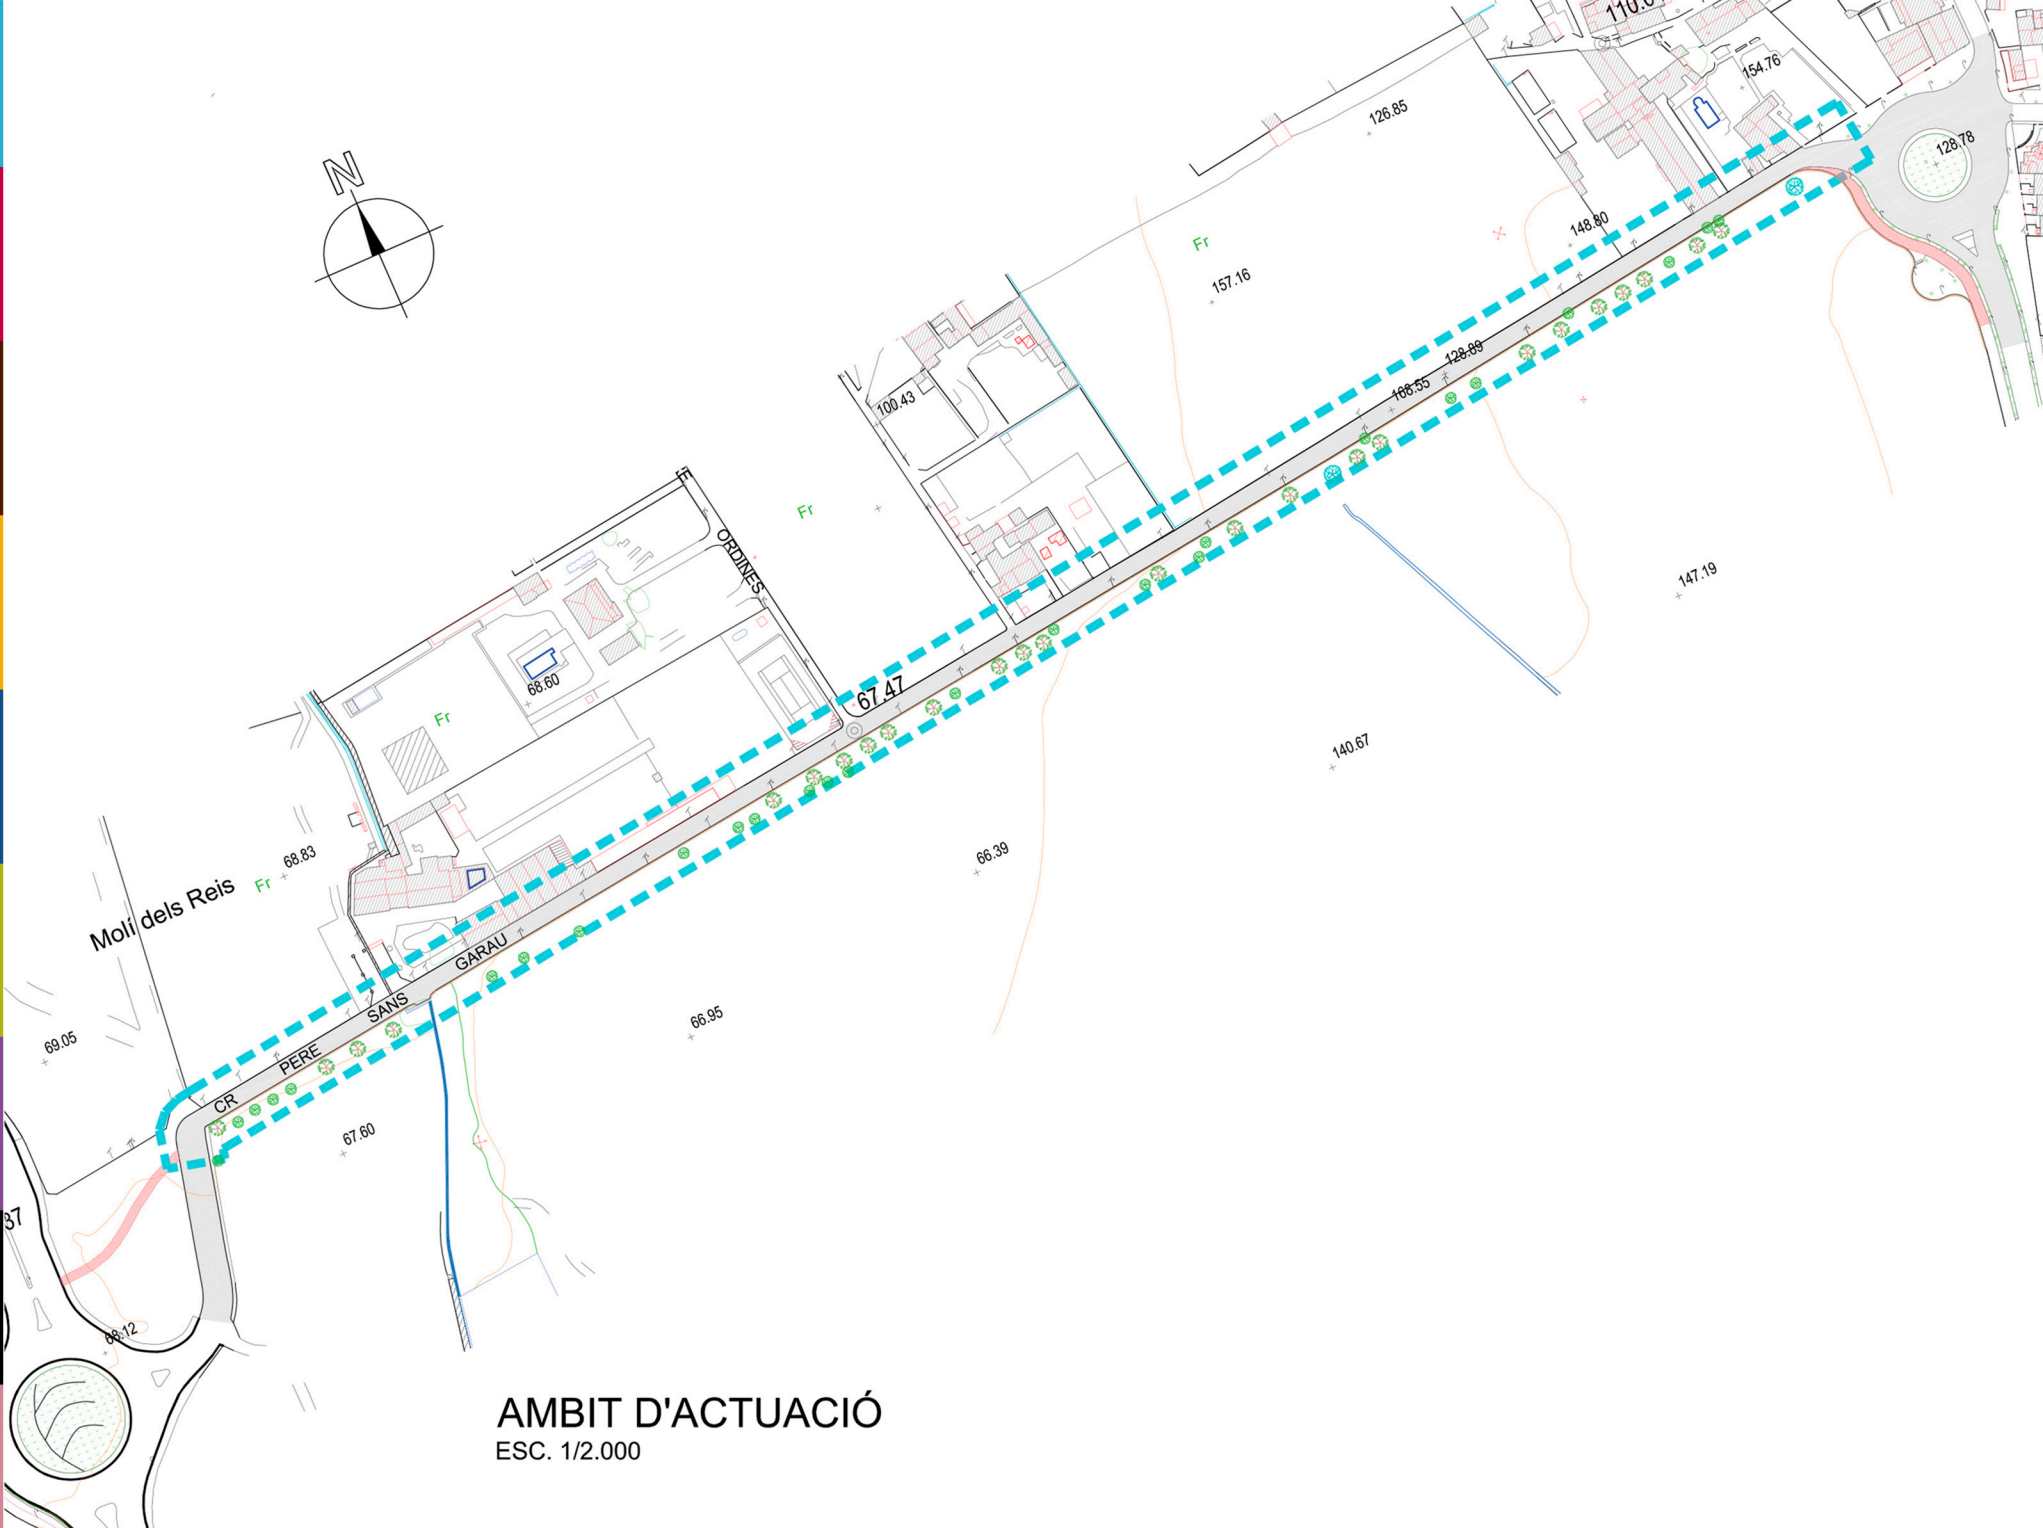 110.6
154.76
128.78
126.85
N
148.80
Fr
157.16
128.89
168.55
100.43
Fr
E
ORDINES
147.19
67.47
68.60
Fr
140.67
66.39
68.83
Fr
Molí dels Reis
GARAU
SANS
PERE
CR
66.95
69.05
67.60
37
68.12
AMBIT D'ACTUACIÓ
ESC. 1/2.000